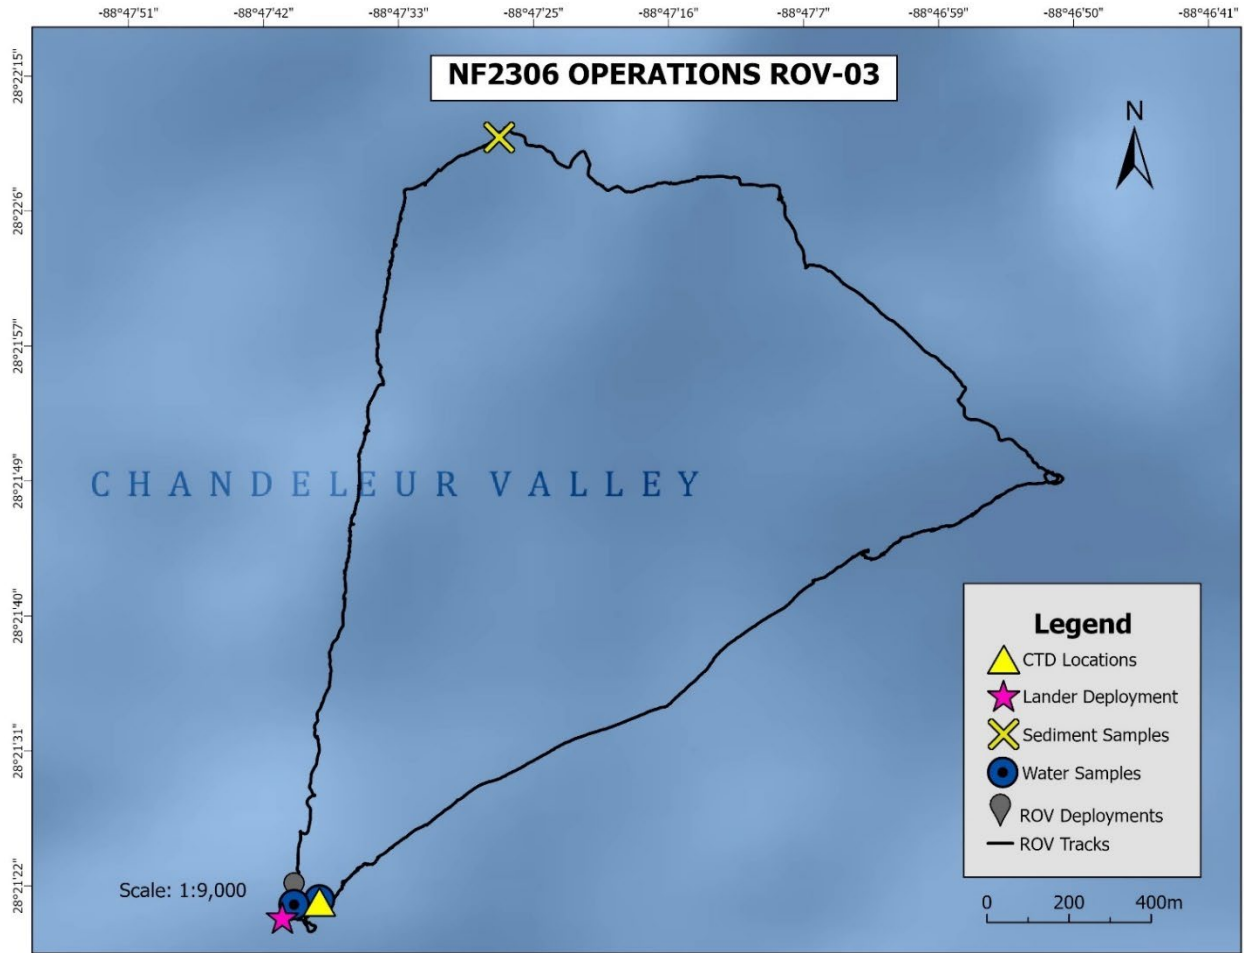 -88°47'51" -88°47'42" -88°47'33" -88°47'25" -88°47'16" -88°47'7" -88°46'59" -88°46'50" -88°46'41"
28°22'15"
NF2306 OPERATIONS ROV-03
N
28°22'6"
28°21'57"
28°21'49"
CHANDELEUR VALLEY
28°21'40"
28°21'31"
28°21'22"
Scale: 1:9,000
Legend
CTD Locations
Lander Deployment
Sediment Samples
Water Samples
ROV Deployments
ROV Tracks
0 200 400m